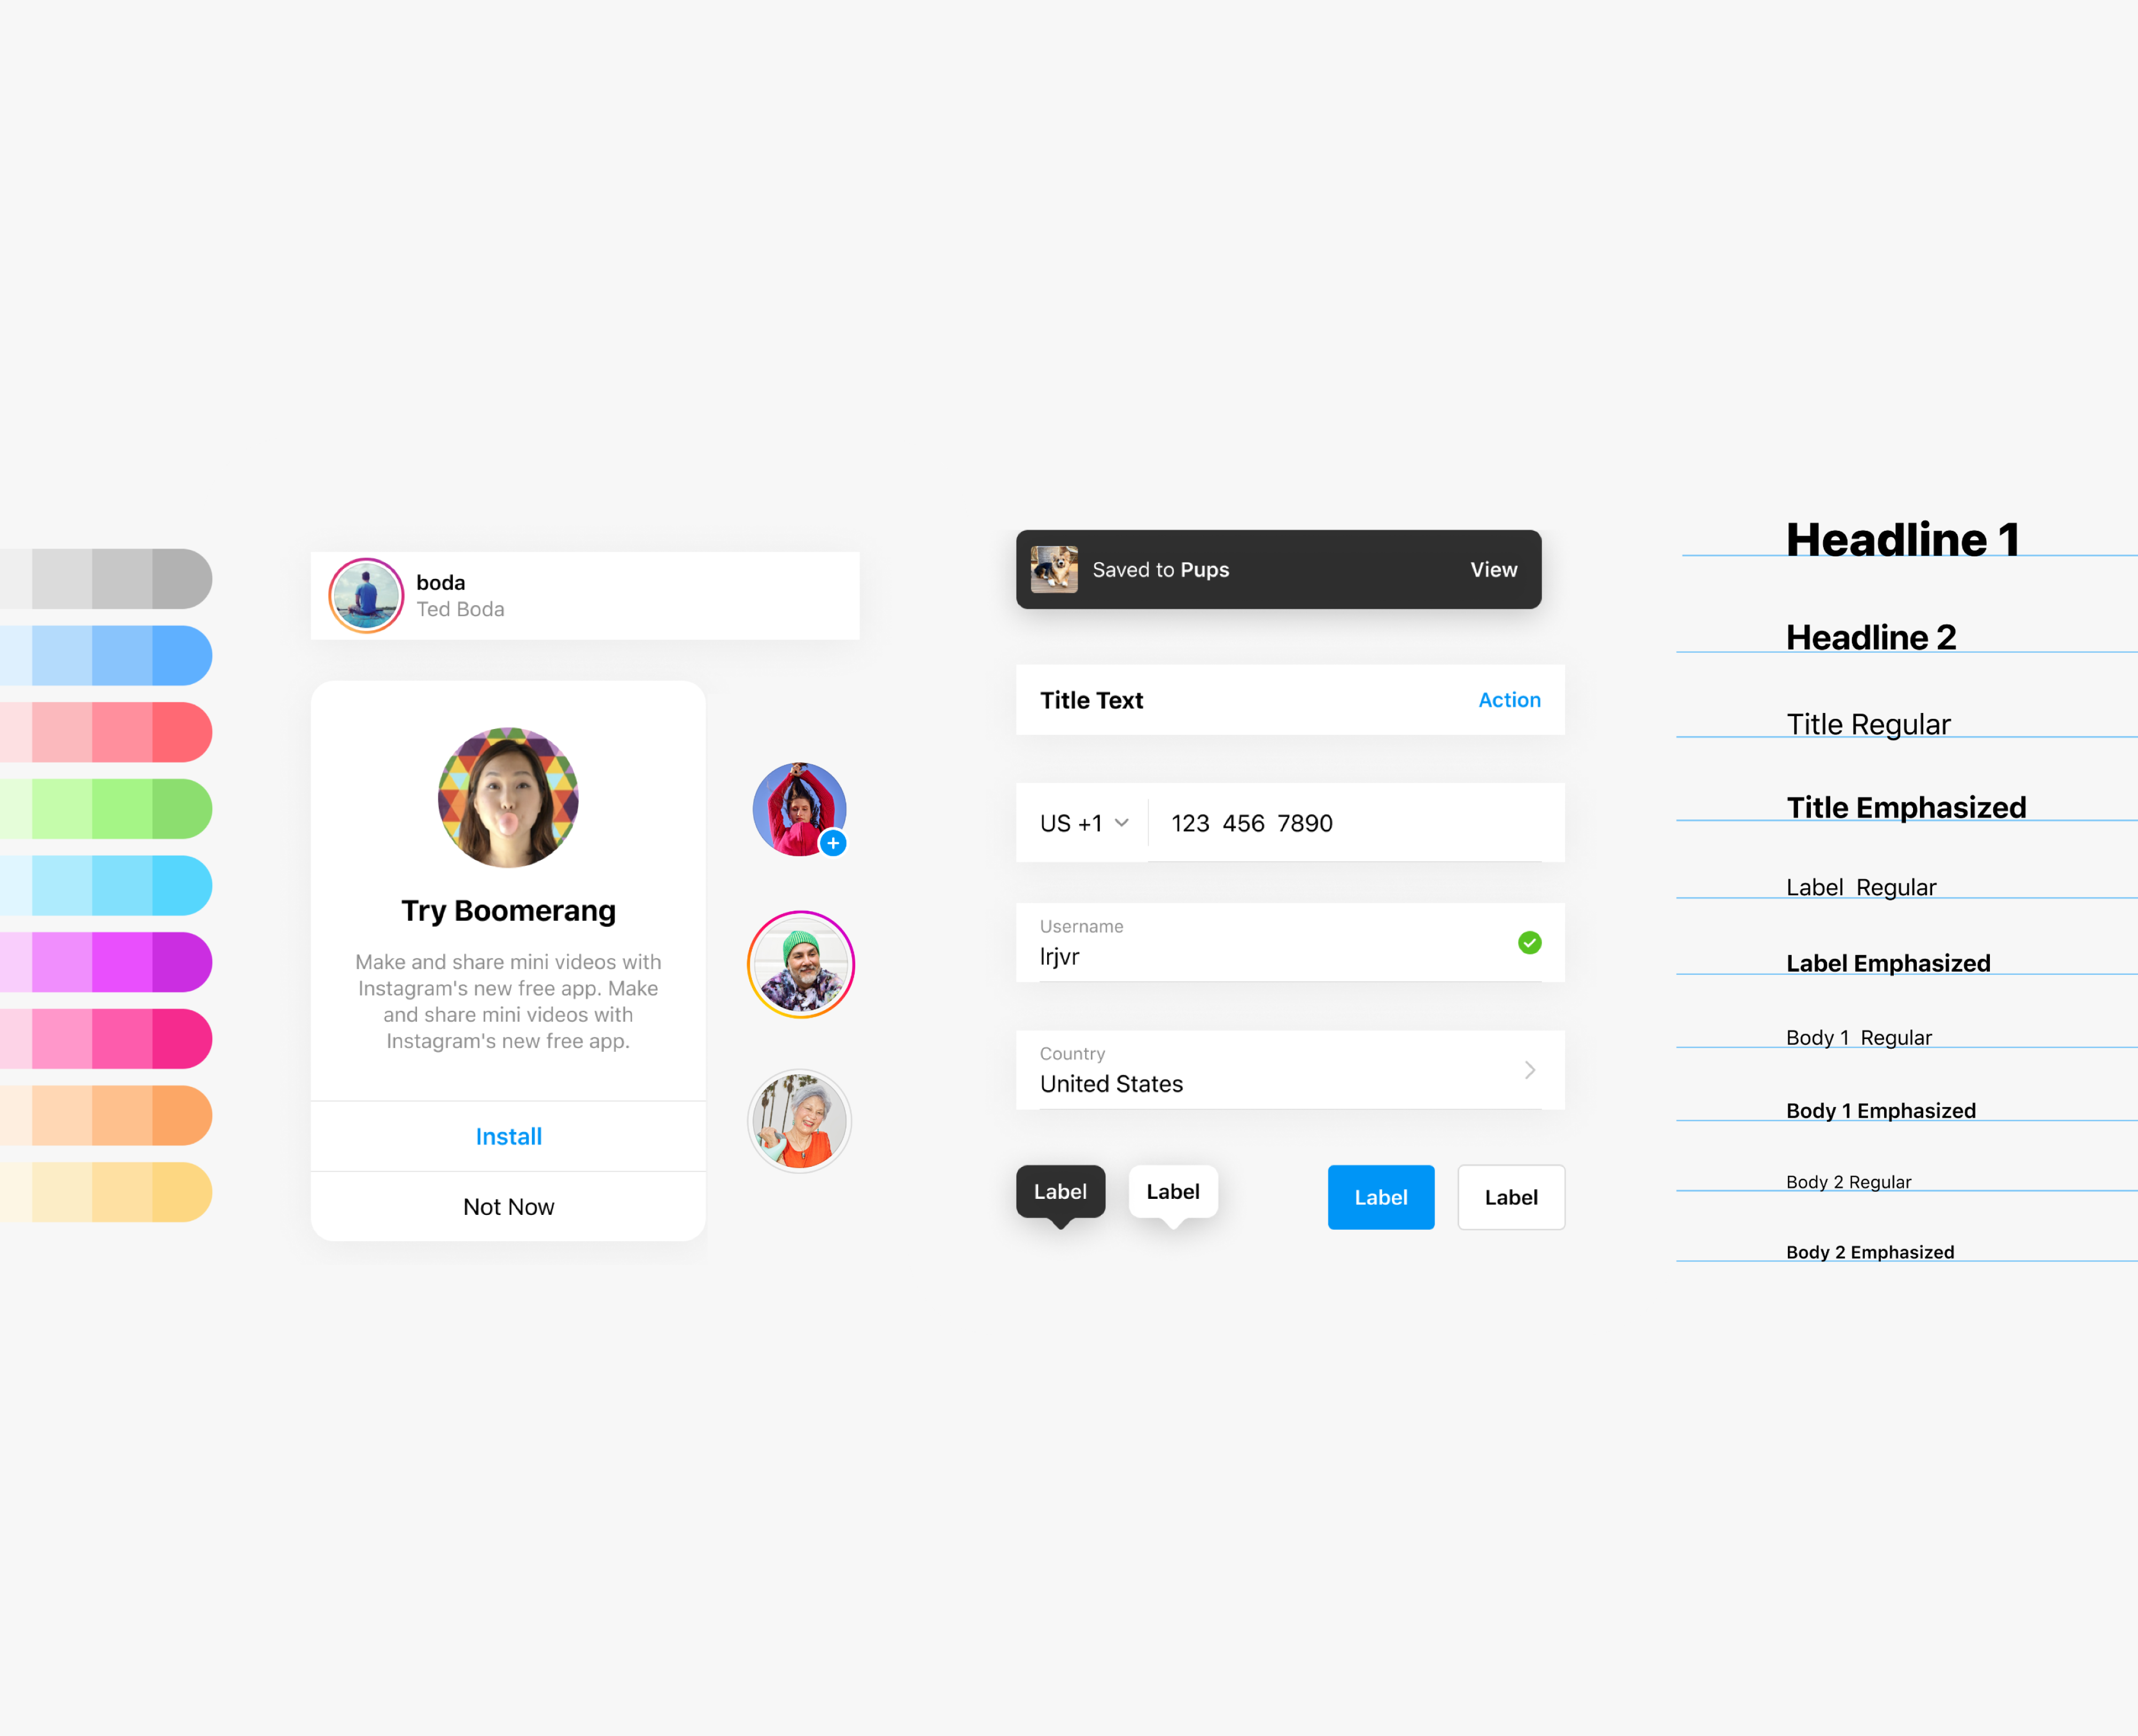 boda
Ted Boda
Try Boomerang
Make and share mini videos with
Instagram's new free app. Make
and share mini videos with
Instagram's new free app.
Install
Not Now
Saved to Pups View
Title Text Action
US +1 123 456 7890
Username
lrjvr
Country
United States
Label Label Label Label
Headline 1
Headline 2
Title Regular
Title Emphasized
Label Regular
Label Emphasized
Body 1 Regular
Body 1 Emphasized
Body 2 Regular
Body 2 Emphasized